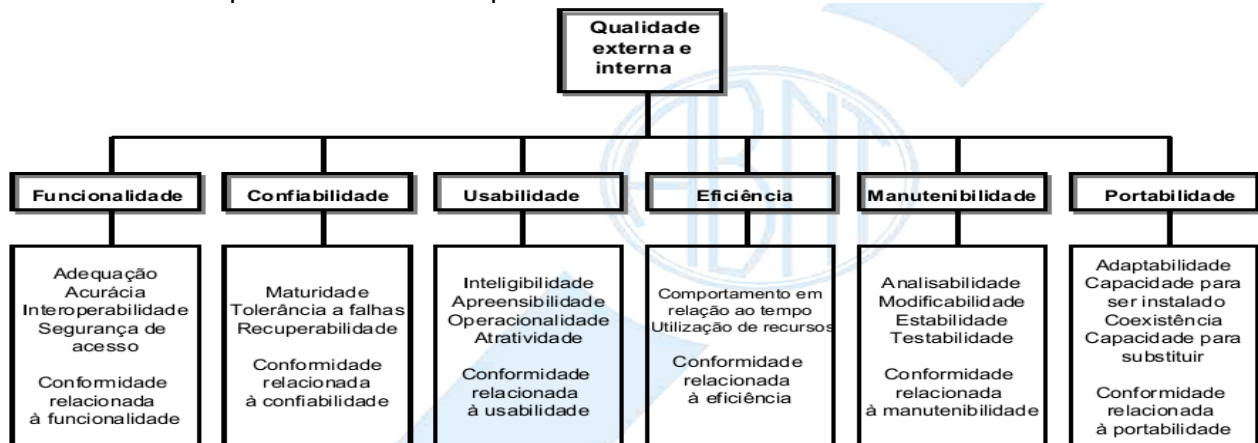 Qualidade
externa e
interna
ABNT
Funcionalidade
Confiabilidade
Usabilidade
Eficiência
Manutenibilidade
Portabilidade
Adequação
Acurácia
Interoperabilidade
Segurança de
acesso
Conformidade
relacionada
à funcionalidade
Maturidade
Tolerância a falhas
Recuperabilidade
Conformidade
relacionada
à confiabilidade
Inteligibilidade
Apreensibilidade
Operacionalidade
Atratividade
Conformidade
relacionada
à usabilidade
Comportamento em
relação ao tempo
Utilização de recursos
Conformidade
relacionada
à eficiência
Analisabilidade
Modificabilidade
Estabilidade
Testabilidade
Conformidade
relacionada
à manutenibilidade
Adaptabilidade
Capacidade para
ser instalado
Coexistência
Capacidade para
substituir
Conformidade
relacionada
à portabilidade